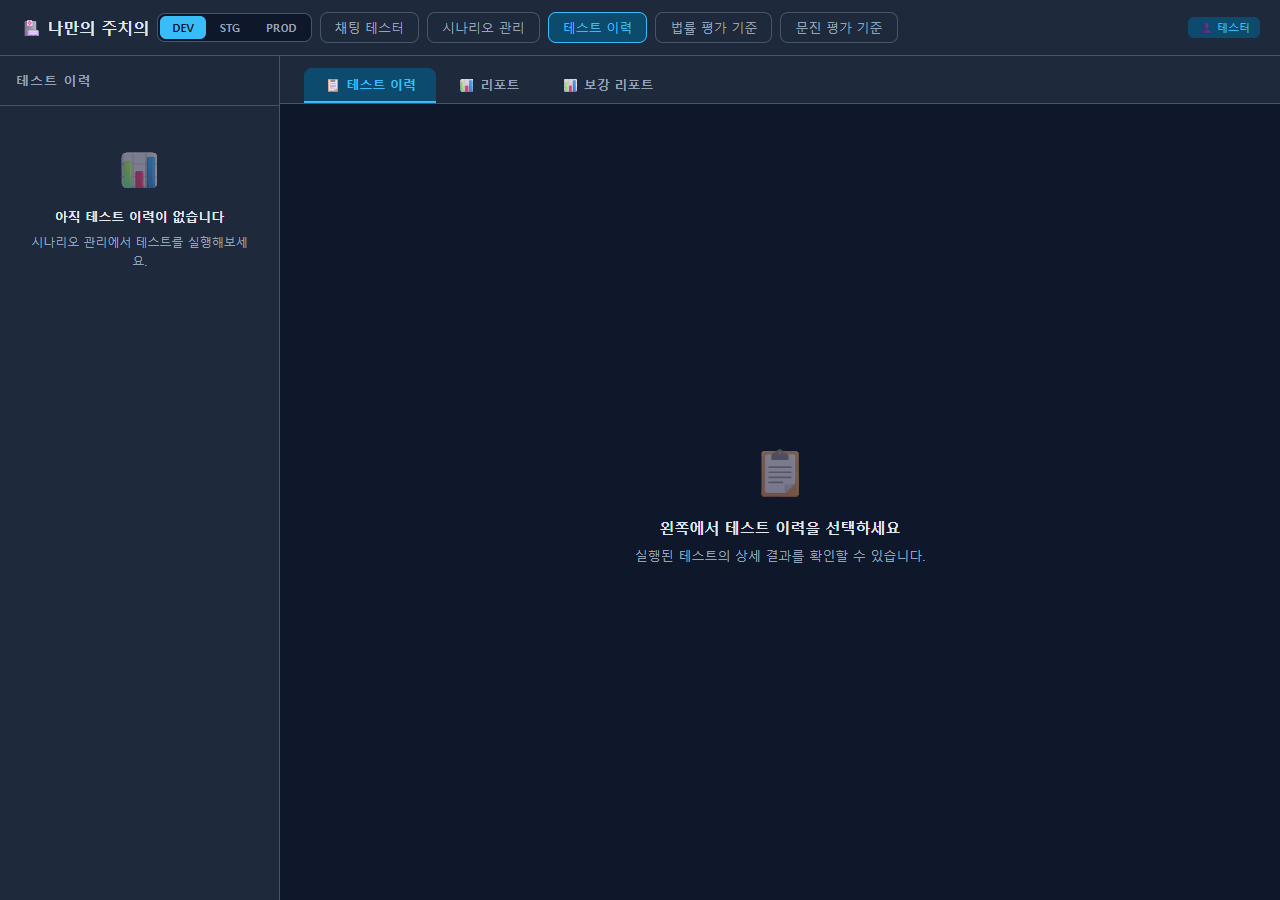 나만의 주치의
DEV STG PROD
채팅 테스터
시나리오 관리
테스트 이력
법률 평가 기준
문진 평가 기준
테스터
테스트 이력
테스트 이력
리포트
보강 리포트
아직 테스트 이력이 없습니다
시나리오 관리에서 테스트를 실행해보세
요.
왼쪽에서 테스트 이력을 선택하세요
실행된 테스트의 상세 결과를 확인할 수 있습니다.